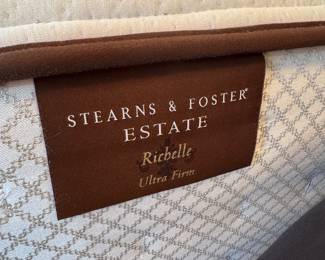 STEARNS & FOSTER®
ESTATE
Richelle
Ultra Firm